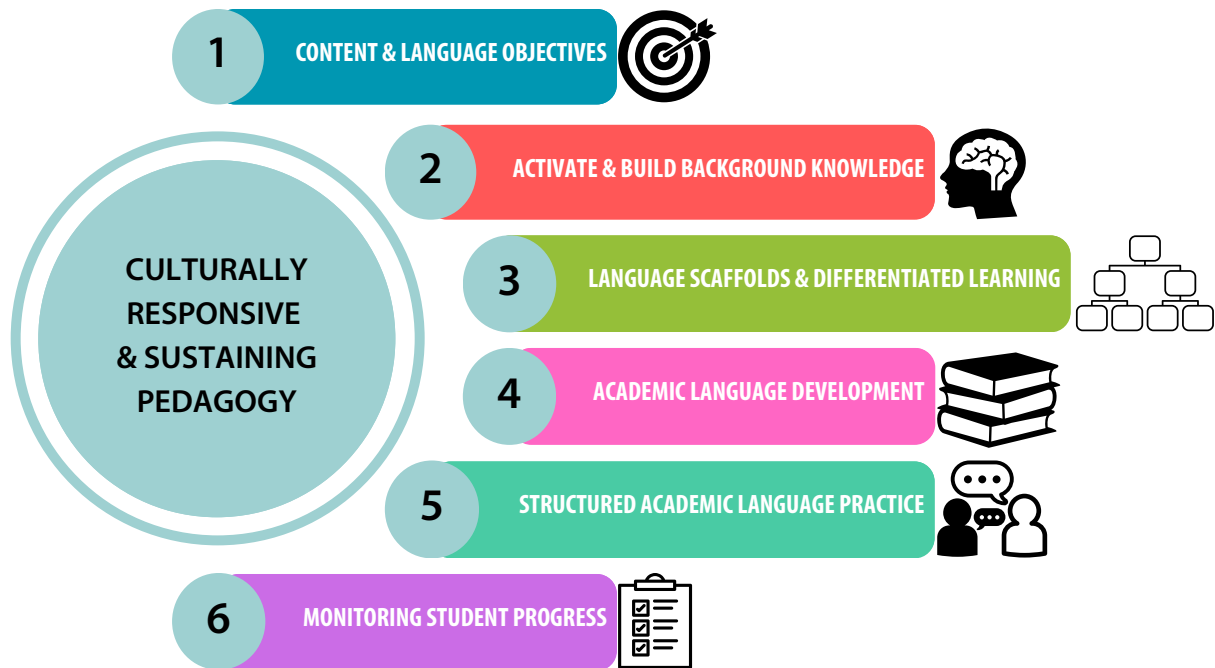 1
CONTENT & LANGUAGE OBJECTIVES
2
ACTIVATE & BUILD BACKGROUND KNOWLEDGE
CULTURALLY
RESPONSIVE
& SUSTAINING
PEDAGOGY
3
LANGUAGE SCAFFOLDS & DIFFERENTIATED LEARNING
4
ACADEMIC LANGUAGE DEVELOPMENT
5
STRUCTURED ACADEMIC LANGUAGE PRACTICE
6
MONITORING STUDENT PROGRESS